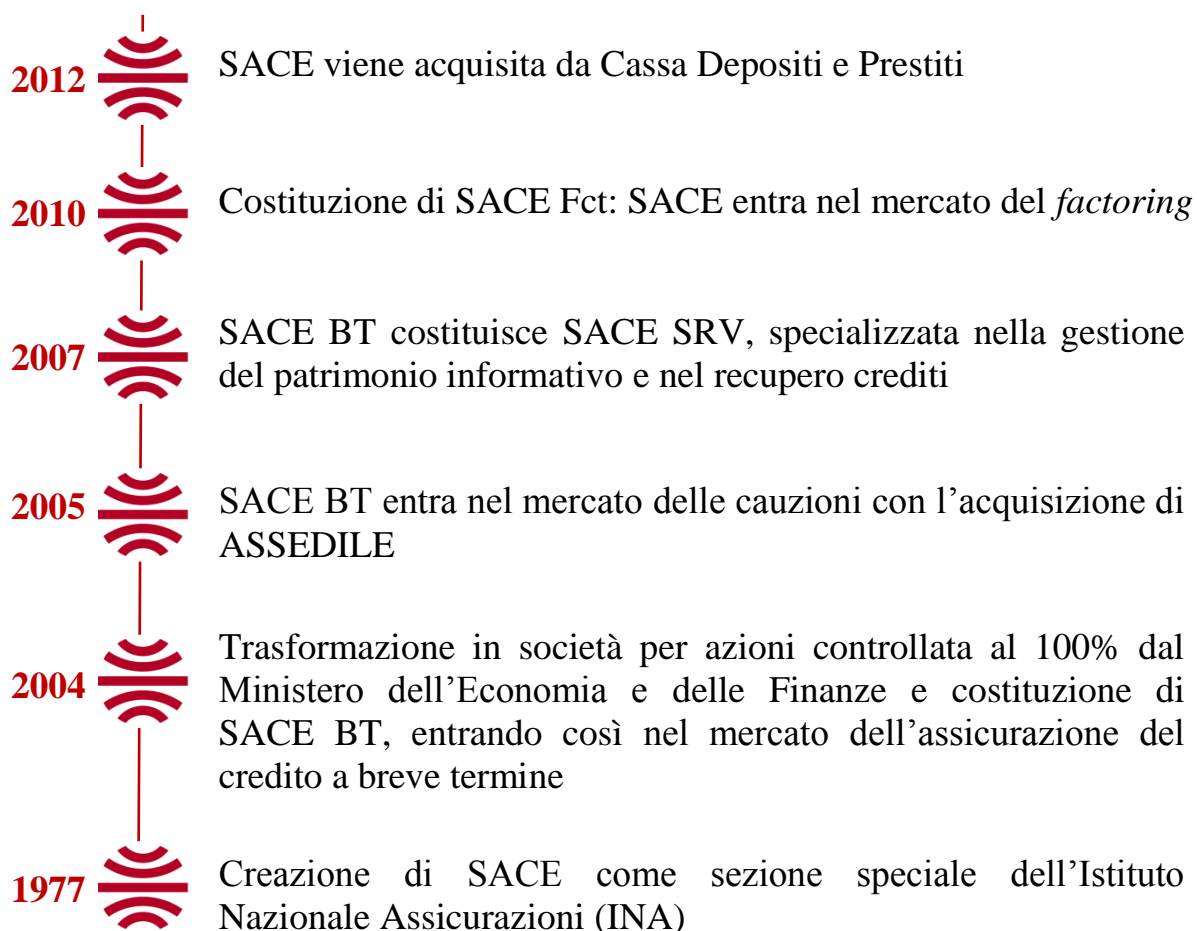 2012 SACE viene acquisita da Cassa Depositi e Prestiti
2010 Costituzione di SACE Fct: SACE entra nel mercato del factoring
SACE BT costituisce SACE SRV, specializzata nella gestione
2007 del patrimonio informativo e nel recupero crediti
2005 SACE BT entra nel mercato delle cauzioni con l’acquisizione di
ASSEDILE
Trasformazione in società per azioni controllata al 100% dal
2004 Ministero dell’Economia e delle Finanze e costituzione di
SACE BT, entrando così nel mercato dell’assicurazione del
credito a breve termine
1977 Creazione di SACE come sezione speciale dell’Istituto
Nazionale Assicurazioni (INA)